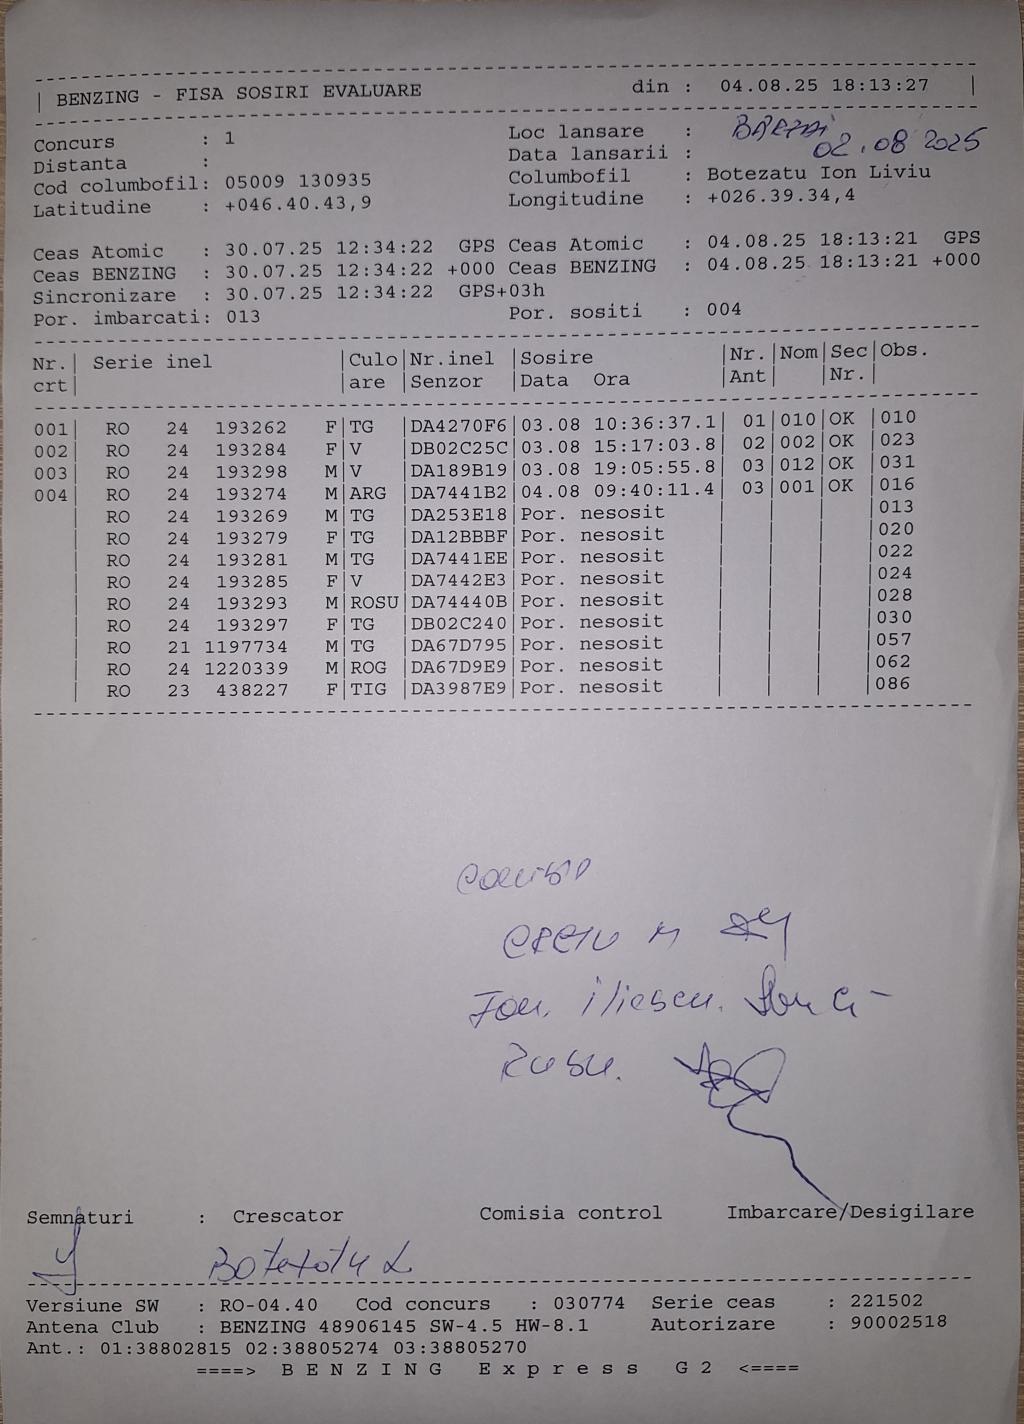 BENZING - FISA SOSIRI EVALUARE din : 04.08.25 18:13:27
Concurs : 1 Loc lansare :
Distanta : Data lansarii : 02.08 2025
Cod columbofil: 05009 130935 Columbofil : Botezatu Ion Liviu
Latitudine : +046.40.43,9 Longitudine : +026.39.34,4
Ceas Atomic : 30.07.25 12:34:22 GPS Ceas Atomic : 04.08.25 18:13:21 GPS
Ceas BENZING : 30.07.25 12:34:22 +000 Ceas BENZING : 04.08.25 18:13:21 +000
Sincronizare : 30.07.25 12:34:22 GPS+03h
Por. imbarcati: 013 Por. sositi : 004
Nr.| Serie inel |Culo|Nr.inel|Sosire |Nr.|Nom|Sec|Obs.
crt| |are |Senzor |Data Ora |Ant| |Nr.|
001| RO 24 193262 F|TG |DA4270F6|03.08 10:36:37.1| 01|010|OK |010
002| RO 24 193284 F|V |DB02C25C|03.08 15:17:03.8| 02|002|OK |023
003| RO 24 193298 M|V |DA189B19|03.08 19:05:55.8| 03|012|OK |031
004| RO 24 193274 M|ARG |DA7441B2|04.08 09:40:11.4| 03|001|OK |016
| RO 24 193269 M|TG |DA253E18|Por. nesosit | | | |013
| RO 24 193279 F|TG |DA12BBBF|Por. nesosit | | | |020
| RO 24 193281 M|TG |DA7441EE|Por. nesosit | | | |022
| RO 24 193285 F|V |DA7442E3|Por. nesosit | | | |024
| RO 24 193293 M|ROSU|DA74440B|Por. nesosit | | | |028
| RO 24 193297 F|TG |DB02C240|Por. nesosit | | | |030
| RO 21 1197734 M|TG |DA67D795|Por. nesosit | | | |057
| RO 24 1220339 M|ROG |DA67D9E9|Por. nesosit | | | |062
| RO 23 438227 F|TIG |DA3987E9|Por. nesosit | | | |086
Ion. iliescu.
Rusu.
Semnaturi : Crescator Comisia control Imbarcare/Desigilare
Botezatu L
Versiune SW : RO-04.40 Cod concurs : 030774 Serie ceas : 221502
Antena Club : BENZING 48906145 SW-4.5 HW-8.1 Autorizare : 90002518
Ant.: 01:38802815 02:38805274 03:38805270
====> B E N Z I N G E x p r e s s G 2 <====